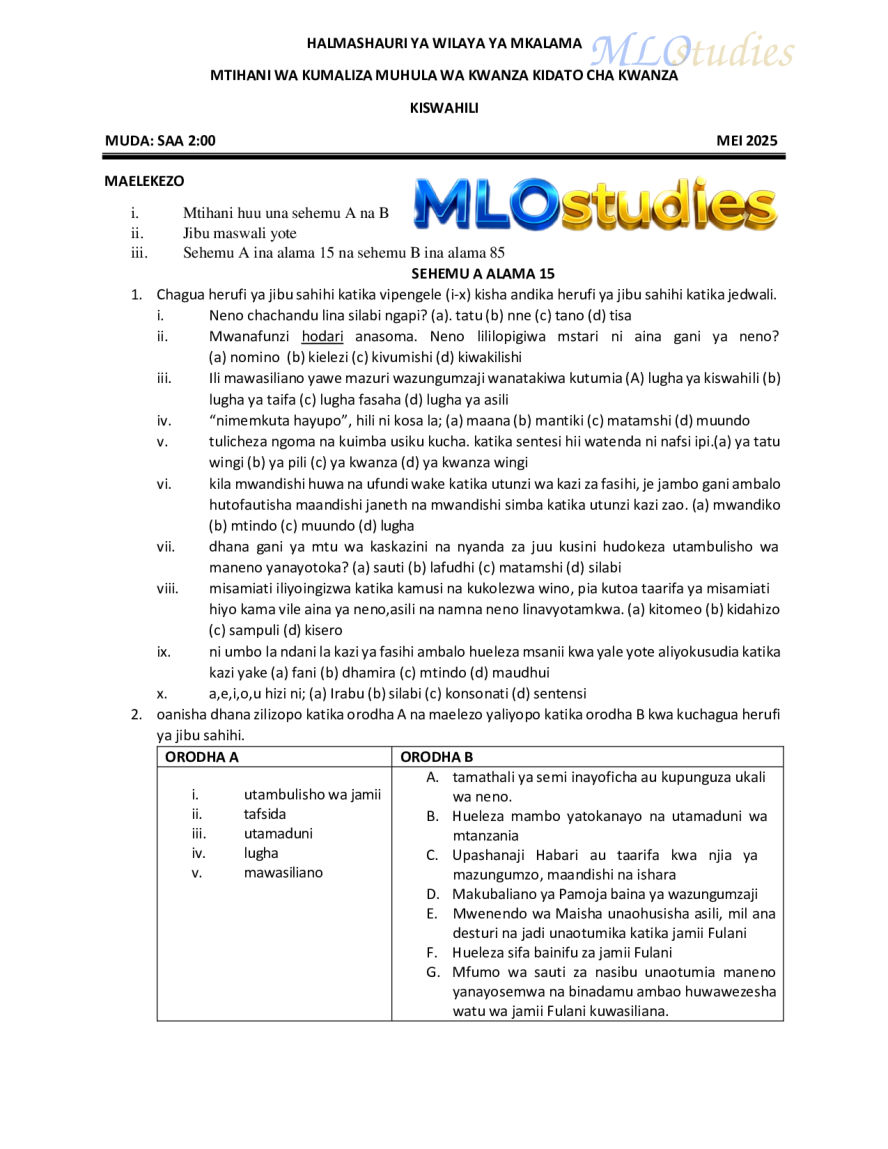 HALMASHAURI YA WILAYA YA MKALAMA
MLOstudies
MTIHANI WA KUMALIZA MUHULA WA KWANZA KIDATO CHA KWANZA
KISWAHILI
MUDA: SAA 2:00 MEI 2025
MAELEKEZO
MLOstudies
i. Mtihani huu una sehemu A na B
ii. Jibu maswali yote
iii. Sehemu A ina alama 15 na sehemu B ina alama 85
SEHEMU A ALAMA 15
1. Chagua herufi ya jibu sahihi katika vipengele (i-x) kisha andika herufi ya jibu sahihi katika jedwali.
i. Neno chachandu lina silabi ngapi? (a). tatu (b) nne (c) tano (d) tisa
ii. Mwanafunzi hodari anasoma. Neno lililopigiwa mstari ni aina gani ya neno?
(a) nomino (b) kielezi (c) kivumishi (d) kiwakilishi
iii. Ili mawasiliano yawe mazuri wazungumzaji wanatakiwa kutumia (A) lugha ya kiswahili (b)
lugha ya taifa (c) lugha fasaha (d) lugha ya asili
iv. “nimemkuta hayupo”, hili ni kosa la; (a) maana (b) mantiki (c) matamshi (d) muundo
v. tulicheza ngoma na kuimba usiku kucha. katika sentesi hii watenda ni nafsi ipi.(a) ya tatu
wingi (b) ya pili (c) ya kwanza (d) ya kwanza wingi
vi. kila mwandishi huwa na ufundi wake katika utunzi wa kazi za fasihi, je jambo gani ambalo
hutofautisha maandishi janeth na mwandishi simba katika utunzi kazi zao. (a) mwandiko
(b) mtindo (c) muundo (d) lugha
vii. dhana gani ya mtu wa kaskazini na nyanda za juu kusini hudokeza utambulisho wa
maneno yanayotoka? (a) sauti (b) lafudhi (c) matamshi (d) silabi
viii. misamiati iliyoingizwa katika kamusi na kukolezwa wino, pia kutoa taarifa ya misamiati
hiyo kama vile aina ya neno,asili na namna neno linavyotamkwa. (a) kitomeo (b) kidahizo
(c) sampuli (d) kisero
ix. ni umbo la ndani la kazi ya fasihi ambalo hueleza msanii kwa yale yote aliyokusudia katika
kazi yake (a) fani (b) dhamira (c) mtindo (d) maudhui
x. a,e,i,o,u hizi ni; (a) Irabu (b) silabi (c) konsonati (d) sentensi
2. oanisha dhana zilizopo katika orodha A na maelezo yaliyopo katika orodha B kwa kuchagua herufi
ya jibu sahihi.
ORODHA A
i. utambulisho wa jamii
ii. tafsida
iii. utamaduni
iv. lugha
v. mawasiliano
ORODHA B
A. tamathali ya semi inayoficha au kupunguza ukali
wa neno.
B. Hueleza mambo yatokanayo na utamaduni wa
mtanzania
C. Upashanaji Habari au taarifa kwa njia ya
mazungumzo, maandishi na ishara
D. Makubaliano ya Pamoja baina ya wazungumzaji
E. Mwenendo wa Maisha unaohusisha asili, mil ana
desturi na jadi unaotumika katika jamii Fulani
F. Hueleza sifa bainifu za jamii Fulani
G. Mfumo wa sauti za nasibu unaotumia maneno
yanayosemwa na binadamu ambao huwawezesha
watu wa jamii Fulani kuwasiliana.